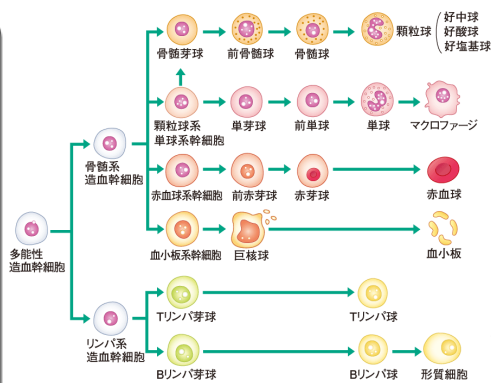 骨髄芽球
前骨髄球
骨髄球
顆粒球
好中球
好酸球
好塩基球
顆粒球系
単球系幹細胞
単芽球
前単球
単球
マクロファージ
骨髄系
造血幹細胞
赤血球系幹細胞
前赤芽球
赤芽球
赤血球
多能性
造血幹細胞
血小板系幹細胞
巨核球
血小板
リンパ系
造血幹細胞
Tリンパ芽球
Tリンパ球
Bリンパ芽球
Bリンパ球
形質細胞